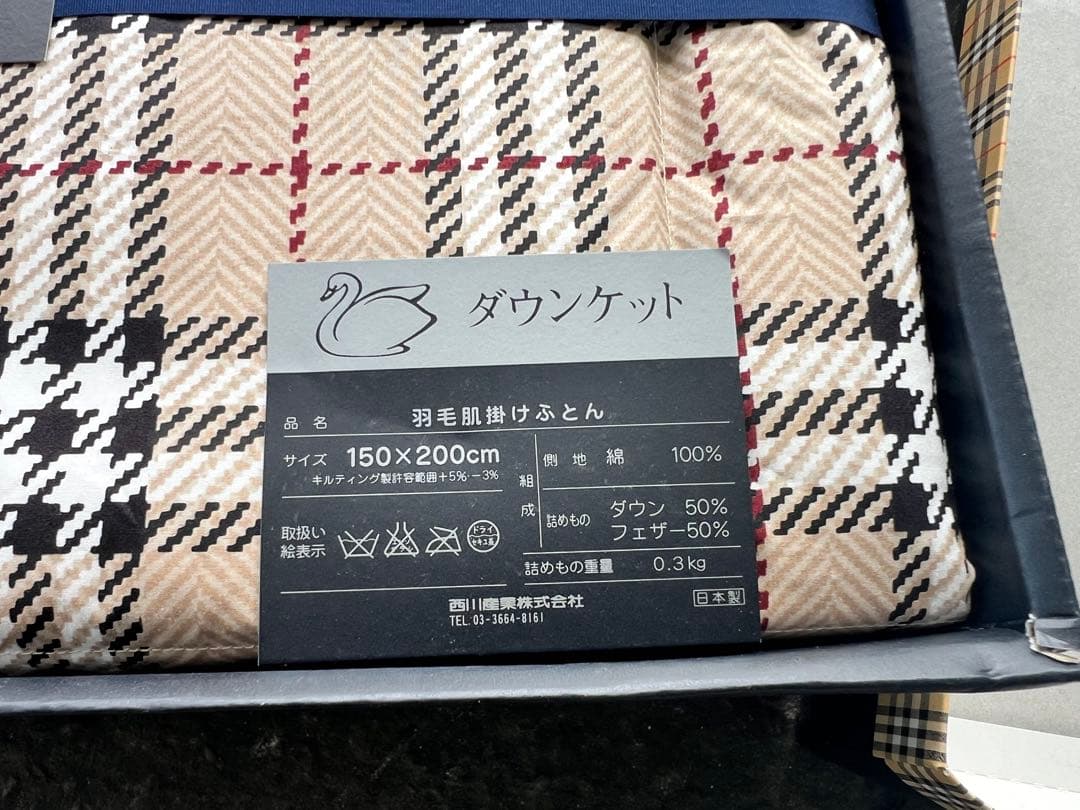 ダウンケット
品名 羽毛肌掛けふとん
サイズ 150×200cm
キルティング製許容範囲+5%-3%
取扱い
絵表示
ドライ
セキユ系
組成
側地 綿 100%
詰めもの ダウン 50%
フェザー50%
詰めもの重量 0.3kg
西川産業株式会社
TEL.03-3664-8161
日本製